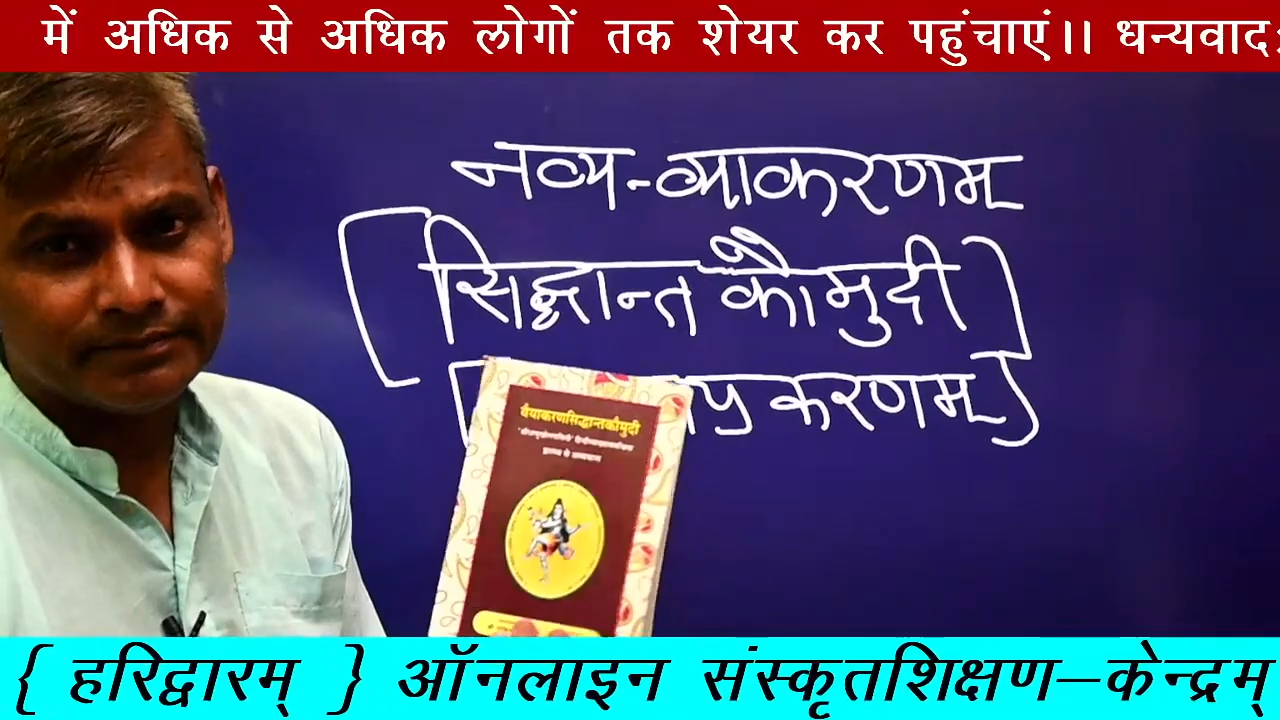 में अधिक से अधिक लोगों तक शेयर कर पहुंचाएं।। धन्यवाद:
नव्य-व्याकरणम्
[सिद्धान्त कौमुदी]
करणम्)
वैयाकरणसिद्धान्तकौमुदी
{ हरिद्वारम् } ऑनलाइन संस्कृतशिक्षण–केन्द्रम्